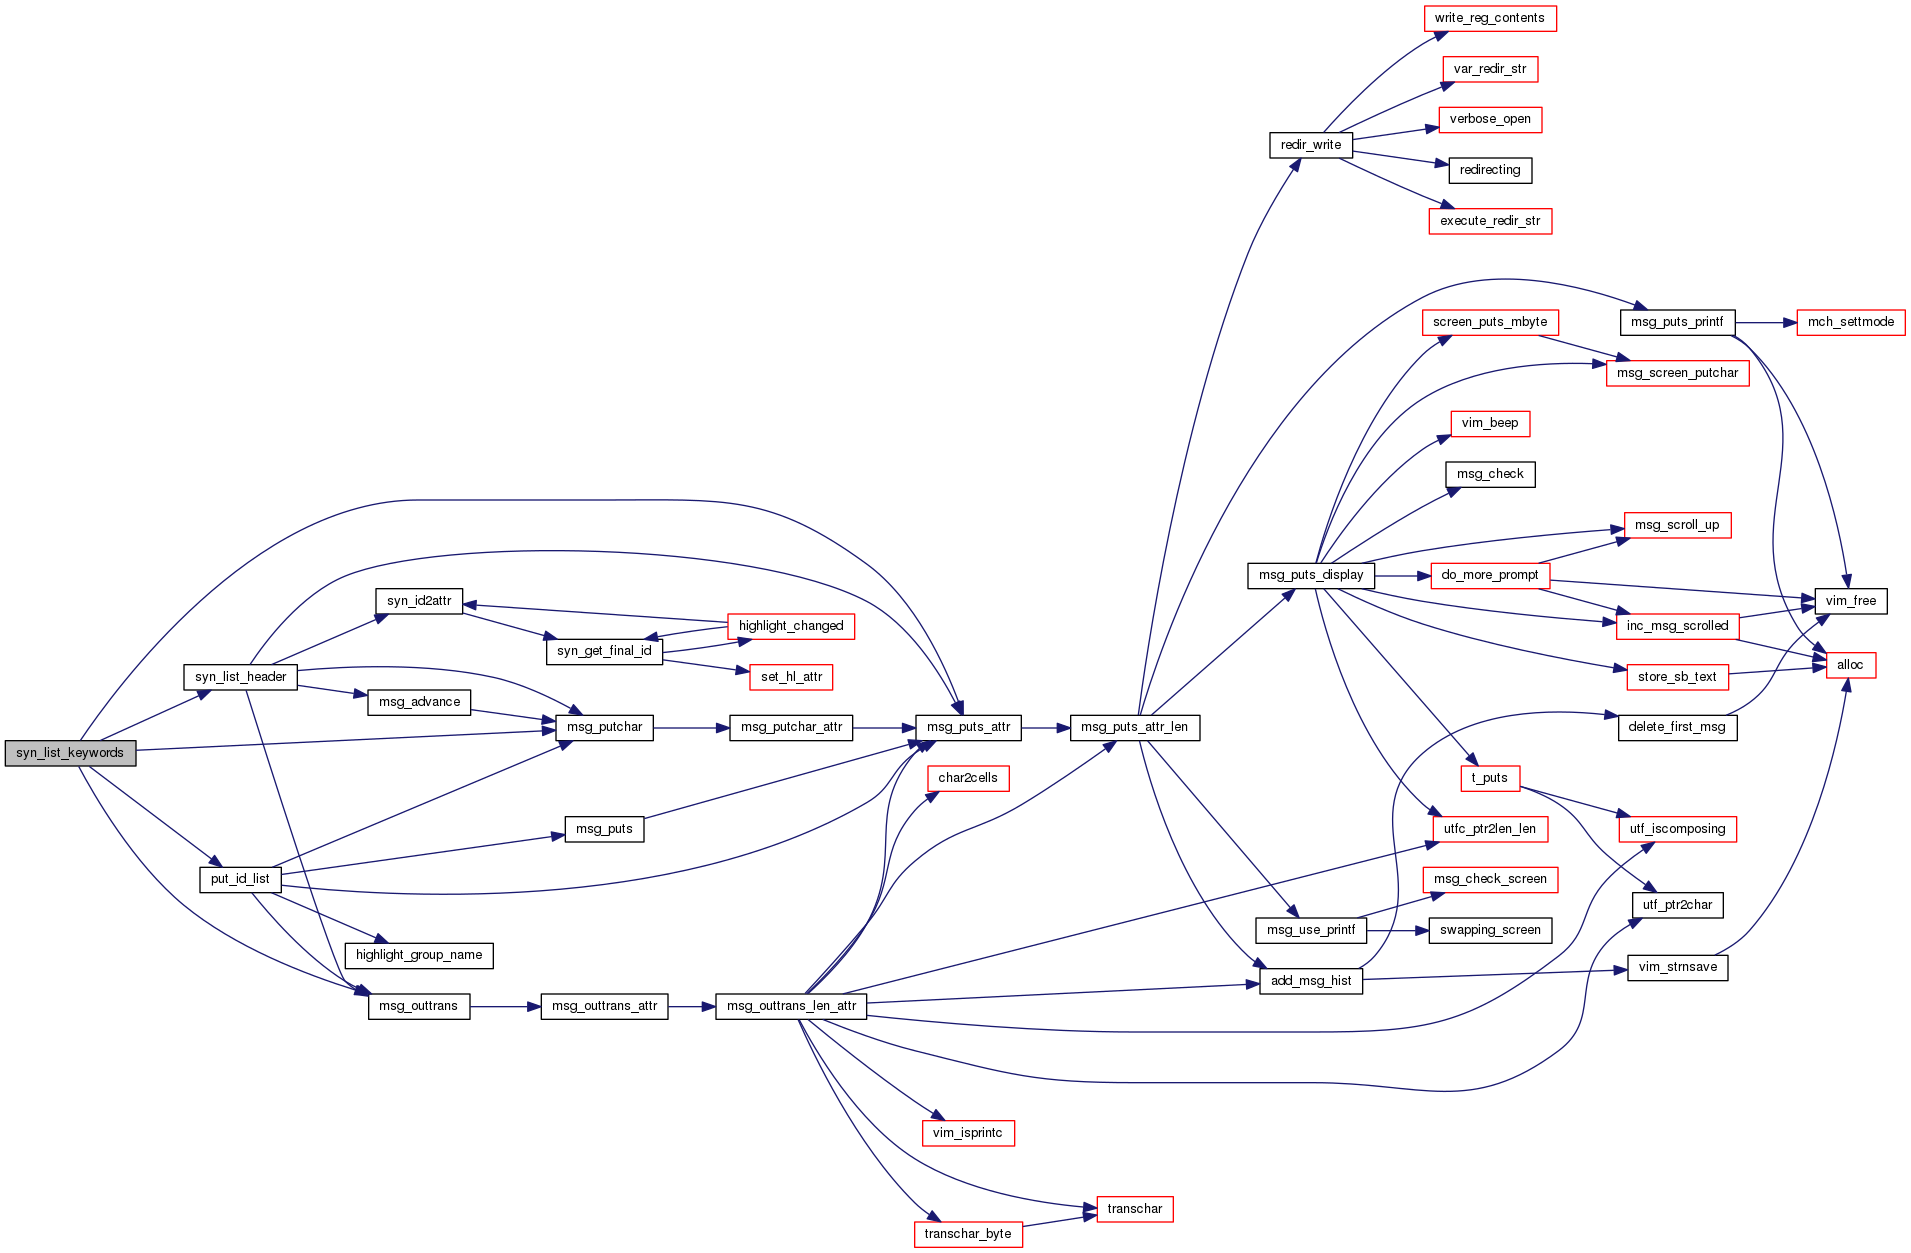 write_reg_contents
var_redir_str
verbose_open
redir_write
redirecting
execute_redir_str
screen_puts_mbyte
msg_puts_printf
mch_settmode
msg_screen_putchar
vim_beep
msg_check
msg_scroll_up
msg_puts_display
do_more_prompt
syn_id2attr
vim_free
highlight_changed
inc_msg_scrolled
syn_get_final_id
alloc
syn_list_header
set_hl_attr
store_sb_text
msg_advance
msg_putchar
msg_putchar_attr
msg_puts_attr
msg_puts_attr_len
delete_first_msg
syn_list_keywords
char2cells
t_puts
msg_puts
utfc_ptr2len_len
utf_iscomposing
put_id_list
msg_check_screen
utf_ptr2char
msg_use_printf
swapping_screen
highlight_group_name
vim_strnsave
add_msg_hist
msg_outtrans
msg_outtrans_attr
msg_outtrans_len_attr
vim_isprintc
transchar
transchar_byte